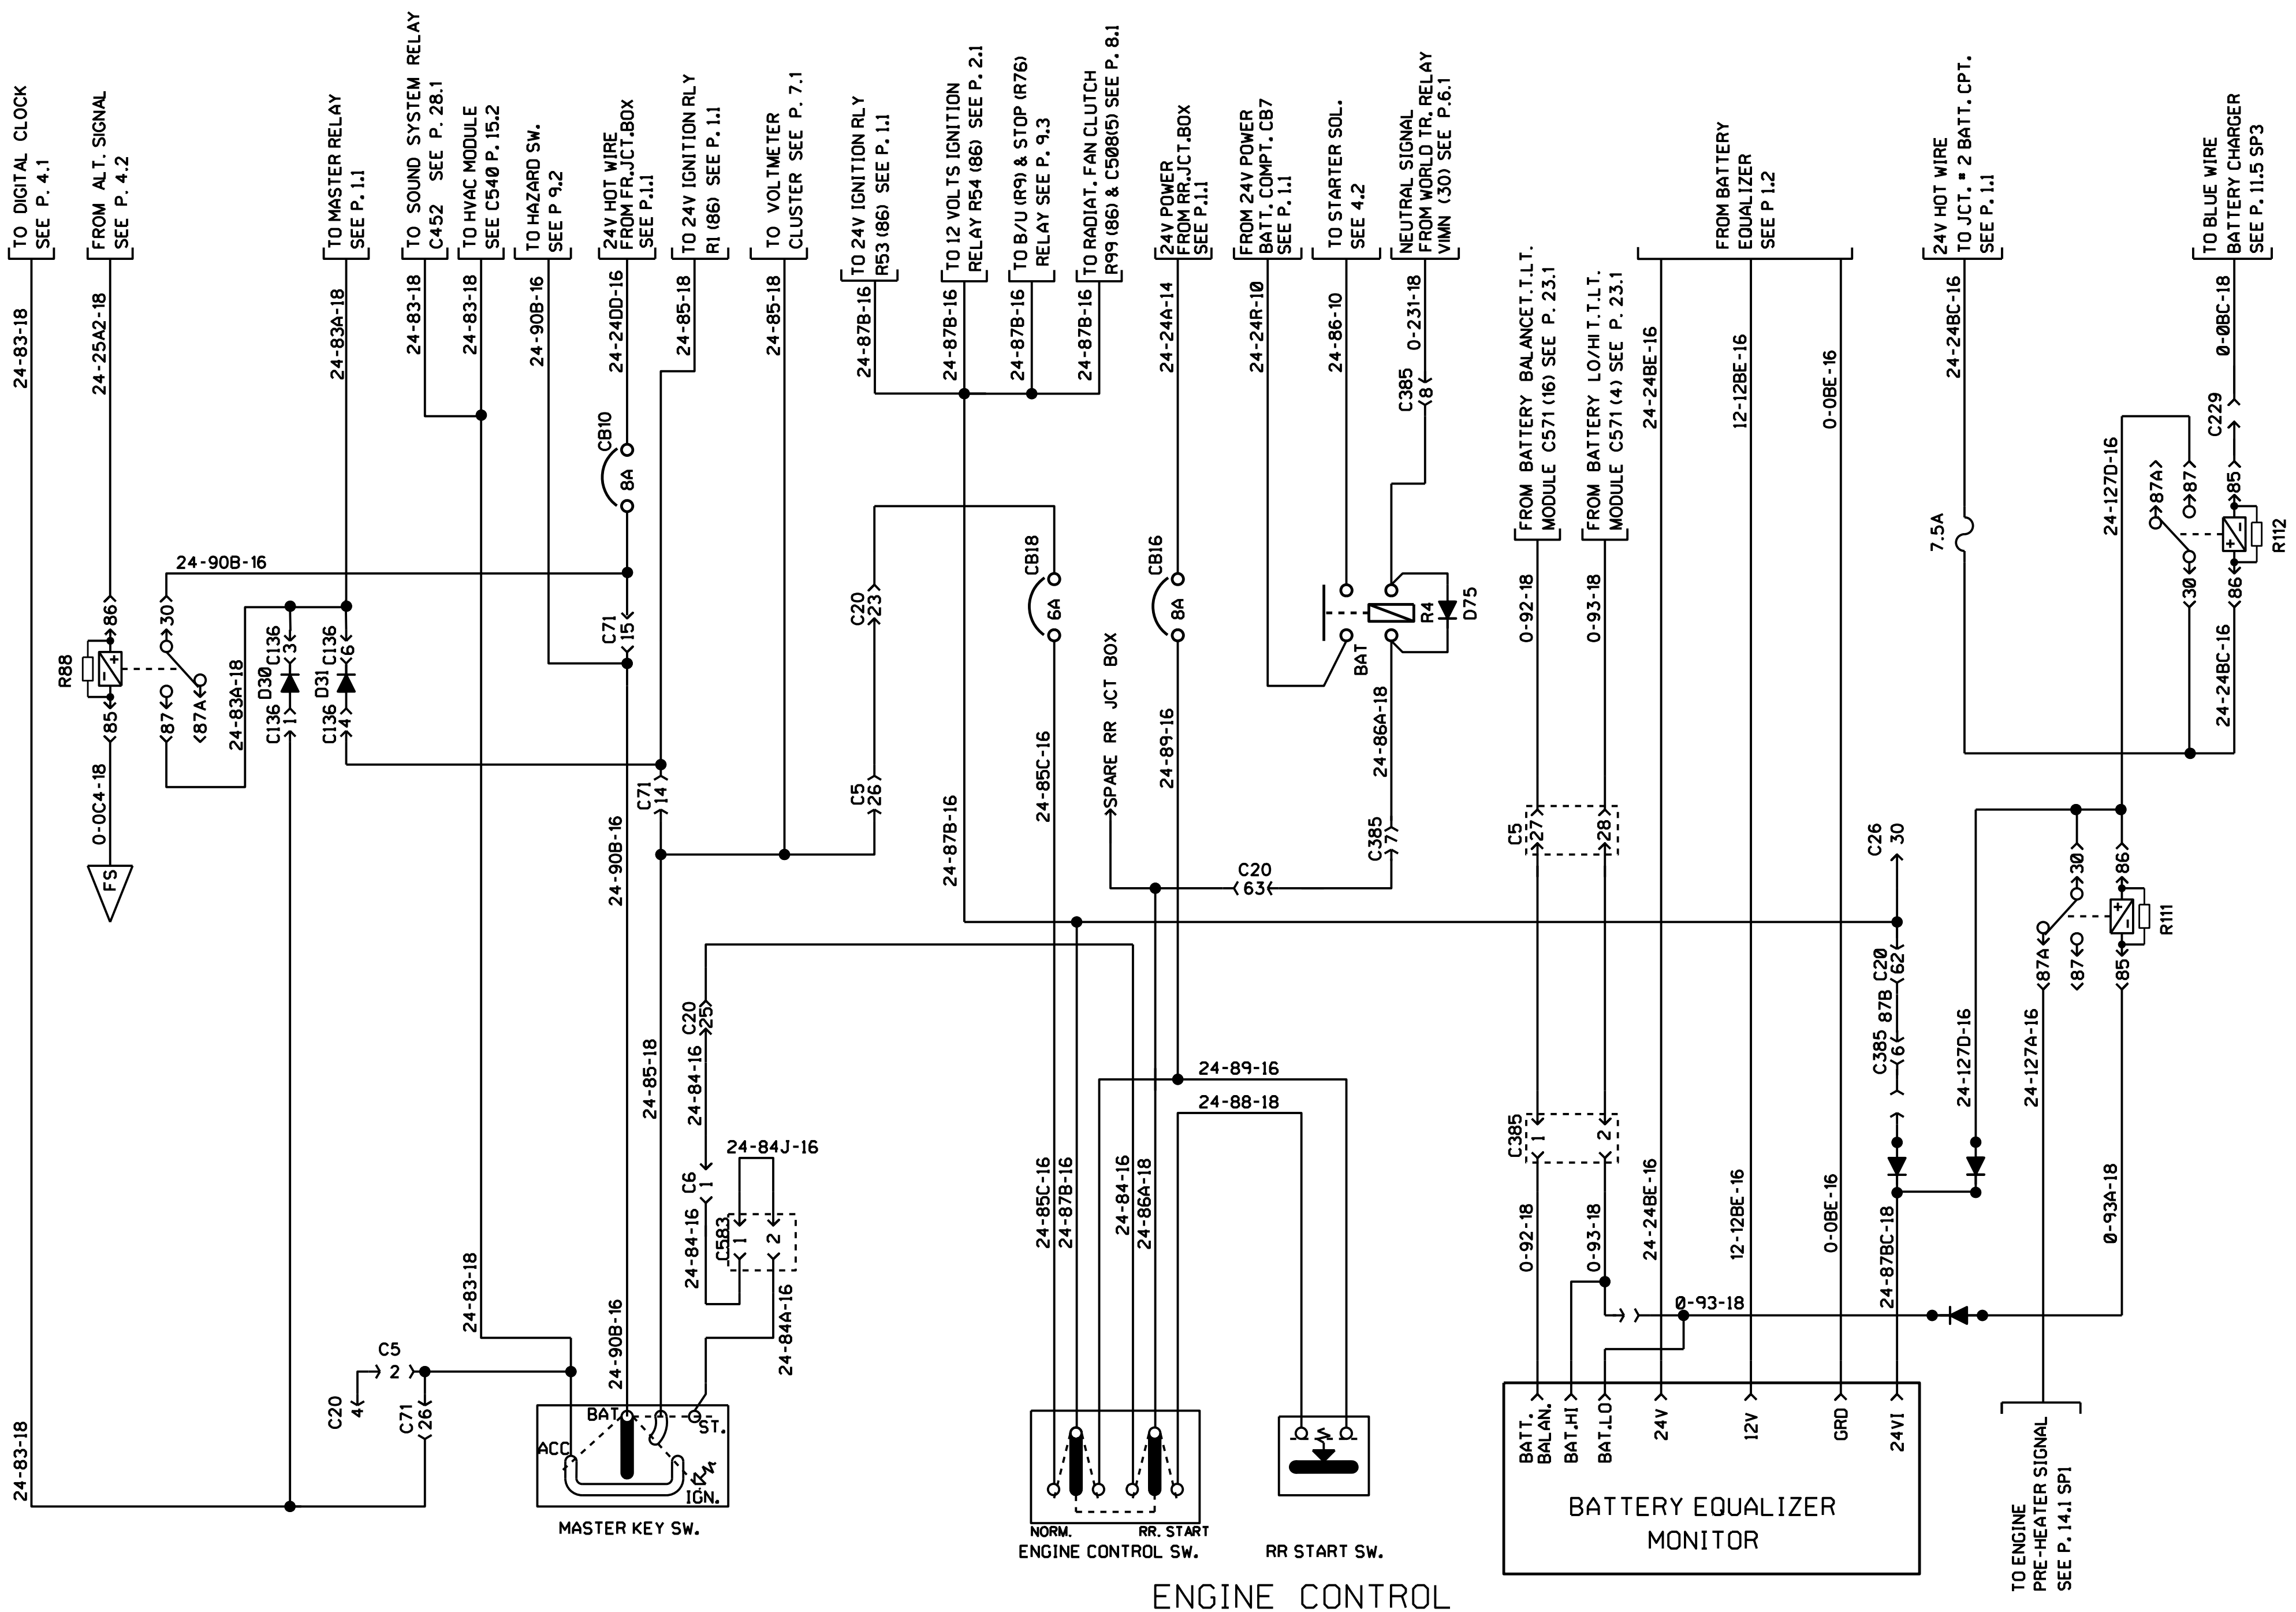 TO DIGITAL CLOCK
SEE P. 4.1
FROM ALT. SIGNAL
SEE P. 4.2
TO MASTER RELAY
SEE P.1.1
TO SOUND SYSTEM RELAY
C452 SEE P. 28.1
TO HVAC MODULE
SEE C540 P. 15.2
TO HAZARD SW.
SEE P 9.2
24V HOT WIRE
FROM FR.JCT.BOX
SEE P.1.1
TO 24V IGNITION RLY
R1 (86) SEE P. 1.1
TO VOLTMETER
CLUSTER SEE P. 7.1
TO 24V IGNITION RLY
R53 (86) SEE P. 1.1
TO 12 VOLTS IGNITION
RELAY R54 (86) SEE P. 2.1
TO B/U (R9) & STOP (R76)
RELAY SEE P. 9.3
TO RADIAT. FAN CLUTCH
R99 (86) & C508(5) SEE P. 8.1
24V POWER
FROM RR.JCT.BOX
SEE P.1.1
FROM 24V POWER
BATT. COMPT. CB7
SEE P. 1.1
TO STARTER SOL.
SEE 4.2
NEUTRAL SIGNAL
FROM WORLD TR. RELAY
VIMN (30) SEE P.6.1
FROM BATTERY BALANCE T.T.LT.
MODULE C571 (16) SEE P. 23.1
FROM BATTERY LO/HI T.T.LT.
MODULE C571 (4) SEE P. 23.1
FROM BATTERY
EQUALIZER
SEE P 1.2
24V HOT WIRE
TO JCT. # 2 BATT. CPT.
SEE P. 1.1
TO BLUE WIRE
BATTERY CHARGER
SEE P. 11.5 SP3
24-83-18
24-25A2-18
24-83A-18
24-83-18
24-83-18
24-90B-16
24-24DD-16
24-85-18
24-85-18
24-87B-16
24-87B-16
24-87B-16
24-87B-16
24-24A-14
24-24R-10
24-86-10
0-231-18
C385
8
24-24BE-16
12-12BE-16
0-0BE-16
24-24BC-16
0-0BC-18
C229
CB10
8A
24-90B-16
86
30
R88
85
87
87A
0-0C4-18
FS
24-83A-18
D30
C136
3
C136
1
D31
C136
6
C136
4
C71
15
C71
14
24-90B-16
C20
23
C5
26
24-87B-16
CB18
6A
24-85C-16
CB16
8A
24-89-16
SPARE RR JCT BOX
BAT
R4
D75
24-86A-18
C385
7
C20
63
0-92-18
0-93-18
C5
27
28
7.5A
24-127D-16
87A
87
85
30
86
R112
24-24BC-16
C26
30
C20
62
87B
C385
6
30
86
R111
87A
87
85
24-127D-16
24-127A-16
0-93A-18
24-85-18
C20
25
24-84-16
C6
1
24-84-16
24-84J-16
C583
1
2
24-84A-16
24-89-16
24-88-18
24-85C-16
24-87B-16
24-84-16
24-86A-18
C385
1
2
0-92-18
0-93-18
24-24BE-16
12-12BE-16
0-0BE-16
24-87BC-18
0-93-18
24-83-18
24-90B-16
24-83-18
C5
2
C20
4
C71
26
BAT
ST.
ACC
IGN.
MASTER KEY SW.
NORM.
RR. START
ENGINE CONTROL SW.
RR START SW.
BATT.
BALAN.
BAT.HI
BAT.LO
24V
12V
GRD
24VI
BATTERY EQUALIZER
MONITOR
TO ENGINE
PRE-HEATER SIGNAL
SEE P. 14.1 SP1
ENGINE CONTROL